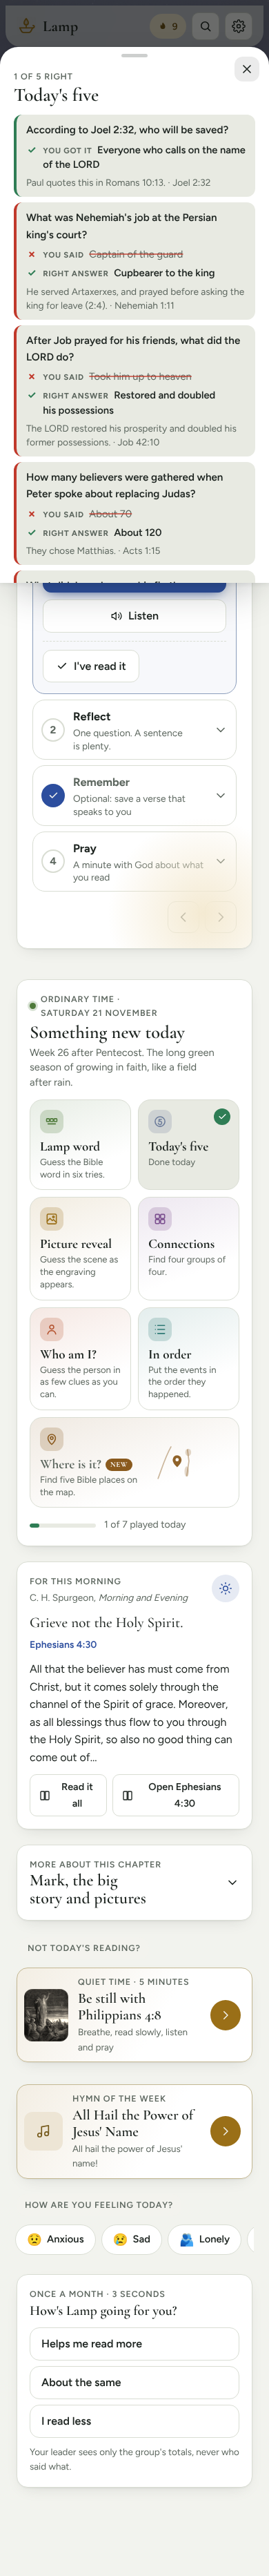 Lamp
9
1 OF 5 RIGHT
Today's five
According to Joel 2:32, who will be saved?
YOU GOT IT Everyone who calls on the name
of the LORD
Paul quotes this in Romans 10:13. · Joel 2:32
What was Nehemiah's job at the Persian
king's court?
YOU SAID Captain of the guard
RIGHT ANSWER Cupbearer to the king
He served Artaxerxes, and prayed before asking the
king for leave (2:4). · Nehemiah 1:11
After Job prayed for his friends, what did the
LORD do?
YOU SAID Took him up to heaven
RIGHT ANSWER Restored and doubled
his possessions
The LORD restored his prosperity and doubled his
former possessions. · Job 42:10
How many believers were gathered when
Peter spoke about replacing Judas?
YOU SAID About 70
RIGHT ANSWER About 120
They chose Matthias. · Acts 1:15
Listen
I've read it
2
Reflect
One question. A sentence
is plenty.
Remember
Optional: save a verse that
speaks to you
4
Pray
A minute with God about what
you read
ORDINARY TIME ·
SATURDAY 21 NOVEMBER
Something new today
Week 26 after Pentecost. The long green
season of growing in faith, like a field
after rain.
Lamp word
Guess the Bible
word in six tries.
5
Today's five
Done today
Picture reveal
Guess the scene as
the engraving
appears.
Connections
Find four groups of
four.
Who am I?
Guess the person in
as few clues as you
can.
In order
Put the events in
the order they
happened.
Where is it? NEW
Find five Bible places on
the map.
1 of 7 played today
FOR THIS MORNING
C. H. Spurgeon, Morning and Evening
Grieve not the Holy Spirit.
Ephesians 4:30
All that the believer has must come from
Christ, but it comes solely through the
channel of the Spirit of grace. Moreover,
as all blessings thus flow to you through
the Holy Spirit, so also no good thing can
come out of…
Read it
all
Open Ephesians
4:30
MORE ABOUT THIS CHAPTER
Mark, the big
story and pictures
NOT TODAY'S READING?
QUIET TIME · 5 MINUTES
Be still with
Philippians 4:8
Breathe, read slowly, listen
and pray
HYMN OF THE WEEK
All Hail the Power of
Jesus' Name
All hail the power of Jesus'
name!
HOW ARE YOU FEELING TODAY?
Anxious
Sad
Lonely
ONCE A MONTH · 3 SECONDS
How's Lamp going for you?
Helps me read more
About the same
I read less
Your leader sees only the group's totals, never who
said what.